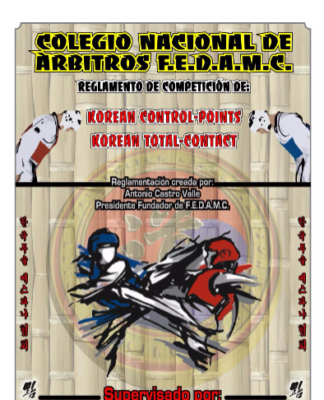 COLEGIO NACIONAL DE
ARBITROS F.E.D.A.M.C.
REGLAMENTO DE COMPETICIÓN DE:
KOREAN CONTROL-POINTS
KOREAN TOTAL-CONTACT
Reglamentación creada por:
Antonio Castro Valle
Presidente Fundador de F.E.D.A.M.C.
Supervisado por: